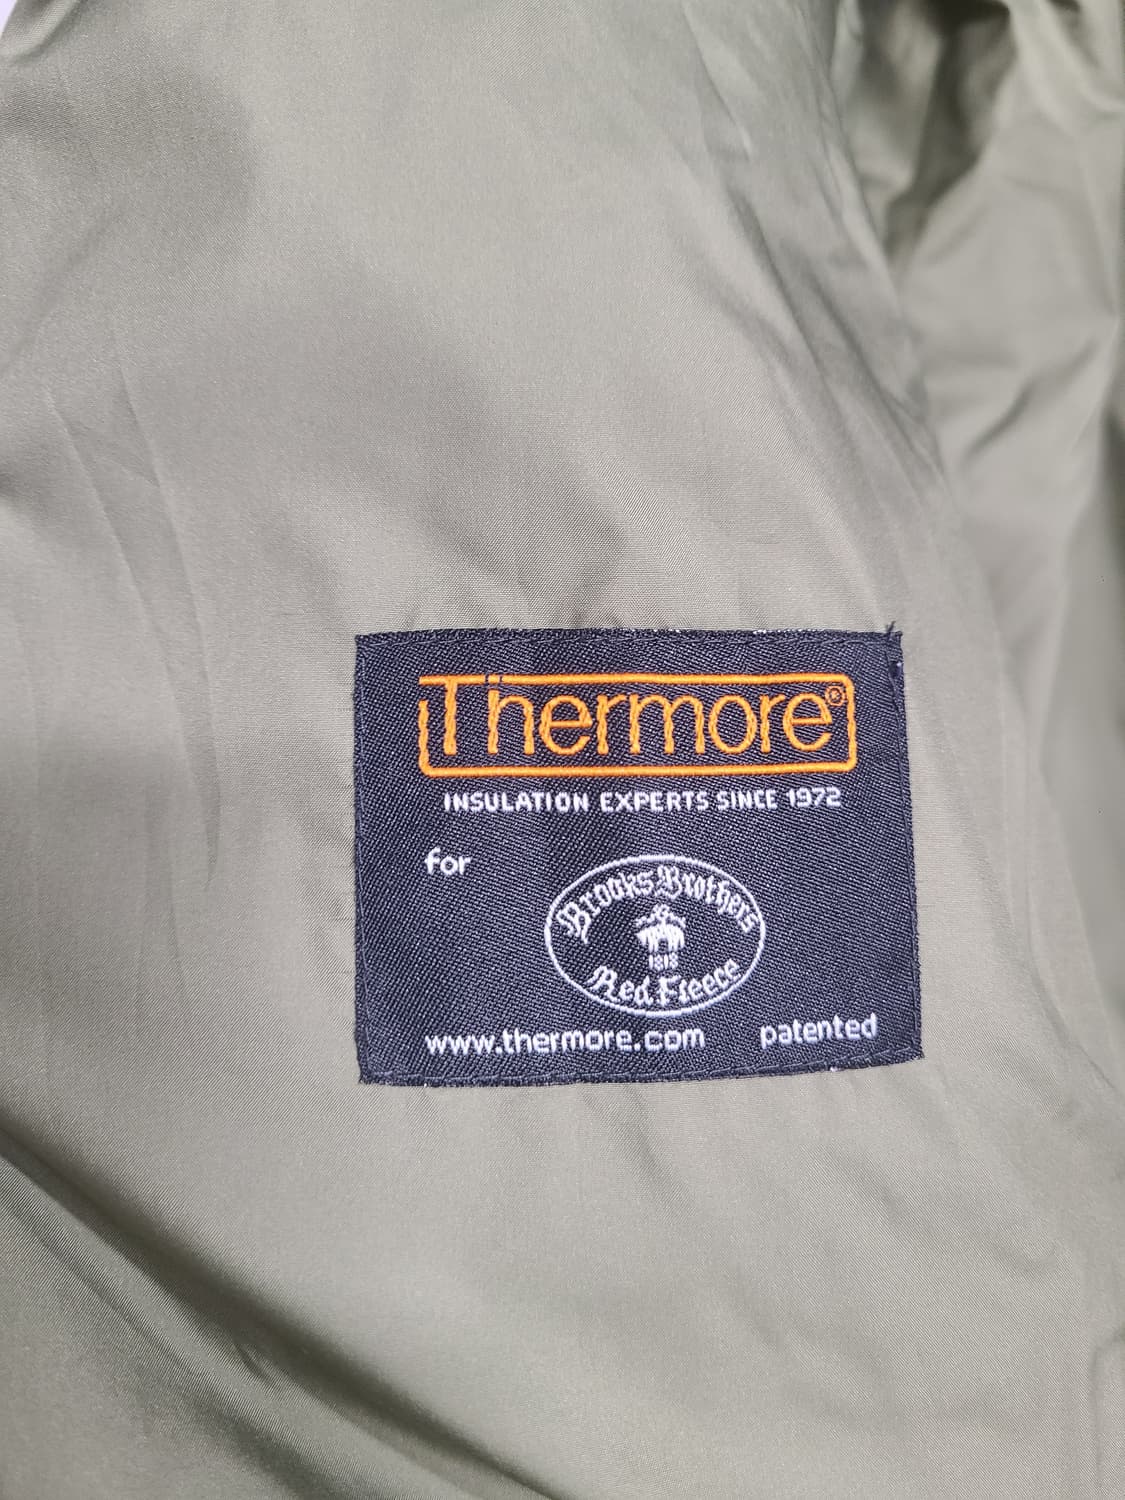 Thermore®
INSULATION EXPERTS SINCE 1972
for
Brooks Brothers
1818
Red Fleece
www.thermore.com patented